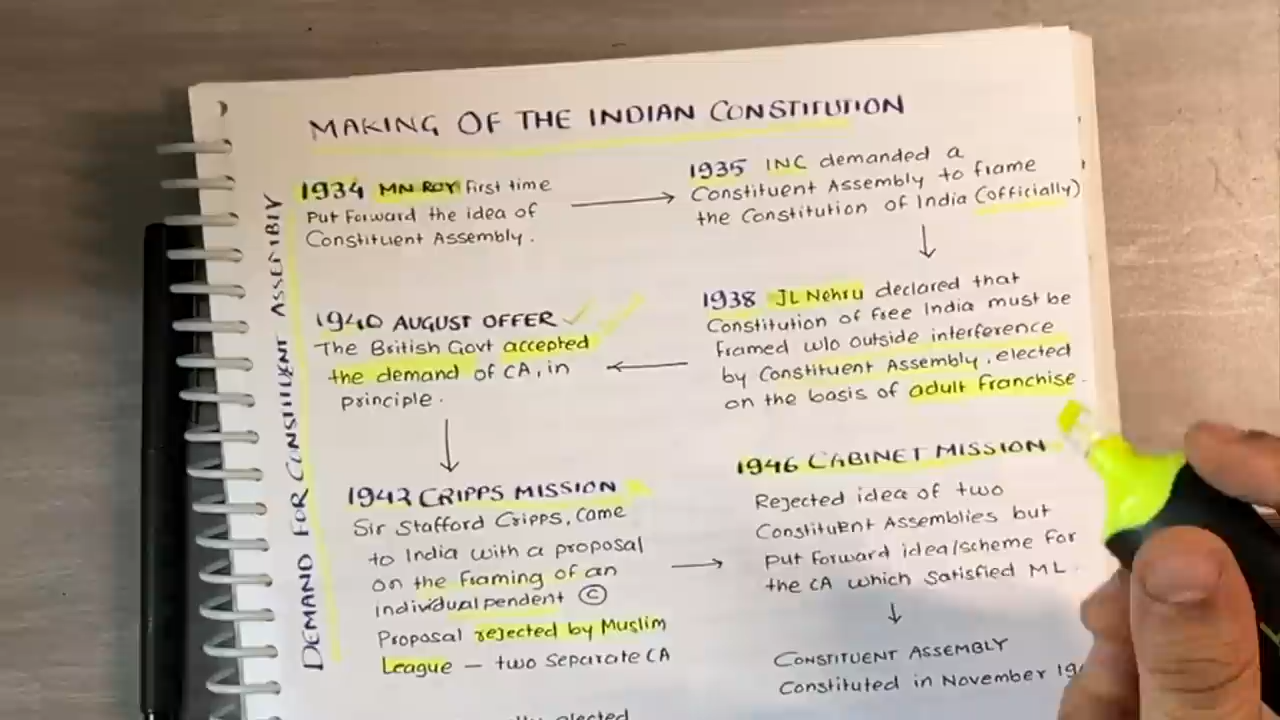 MAKING OF THE INDIAN CONSTITUTION
DEMAND FOR CONSTITUENT ASSEMBLY
1934 MN ROY First time
Put Forward the idea of
Constituent Assembly.
1935 INC demanded a
Constituent Assembly to frame
the Constitution of India (officially)
1938 JL Nehru declared that
Constitution of Free India must be
Framed w/o outside interference
by Constituent Assembly, elected
on the basis of adult Franchise.
1940 AUGUST OFFER
The British Govt accepted
the demand of CA, in
principle.
1942 CRIPPS MISSION
Sir Stafford Cripps, Came
to India with a proposal
on the framing of an
individual pendent ©
Proposal rejected by Muslim
League — two Separate CA
1946 CABINET MISSION
Rejected idea of two
Constituent Assemblies but
put forward idea/scheme for
the CA which Satisfied ML.
CONSTITUENT ASSEMBLY
Constituted in November 19
elected